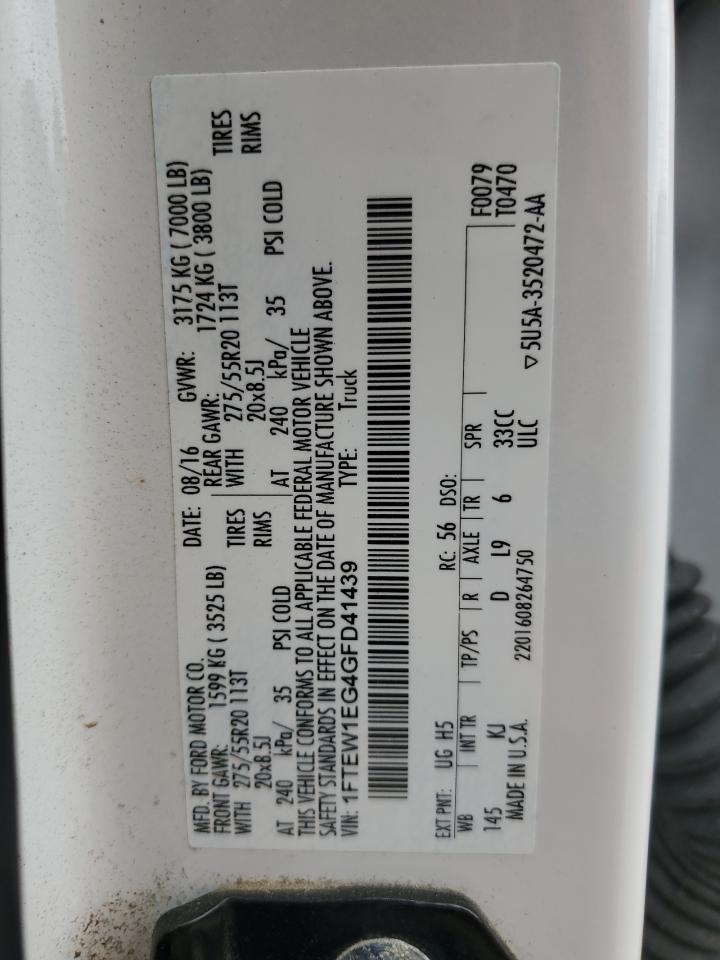 MFD. BY FORD MOTOR CO.
DATE: 08/16 GVWR: 3175 KG ( 7000 LB)
FRONT GAWR: 1599 KG ( 3525 LB) REAR GAWR: 1724 KG ( 3800 LB)
WITH 275/55R20 113T TIRES WITH 275/55R20 113T TIRES
20x8.5J RIMS 20x8.5J RIMS
AT 240 kPa/ 35 PSI COLD AT 240 kPa/ 35 PSI COLD
THIS VEHICLE CONFORMS TO ALL APPLICABLE FEDERAL MOTOR VEHICLE
SAFETY STANDARDS IN EFFECT ON THE DATE OF MANUFACTURE SHOWN ABOVE.
VIN: 1FTEW1EG4GFD41439 TYPE: Truck
EXT PNT: UG H5 RC: 56 DSO: F0079
WB INT TR TP/PS R AXLE TR SPR T0470
145 KJ D L9 6 33CC
MADE IN U.S.A. 2201608264750 ULC
▽5U5A-3520472-AA